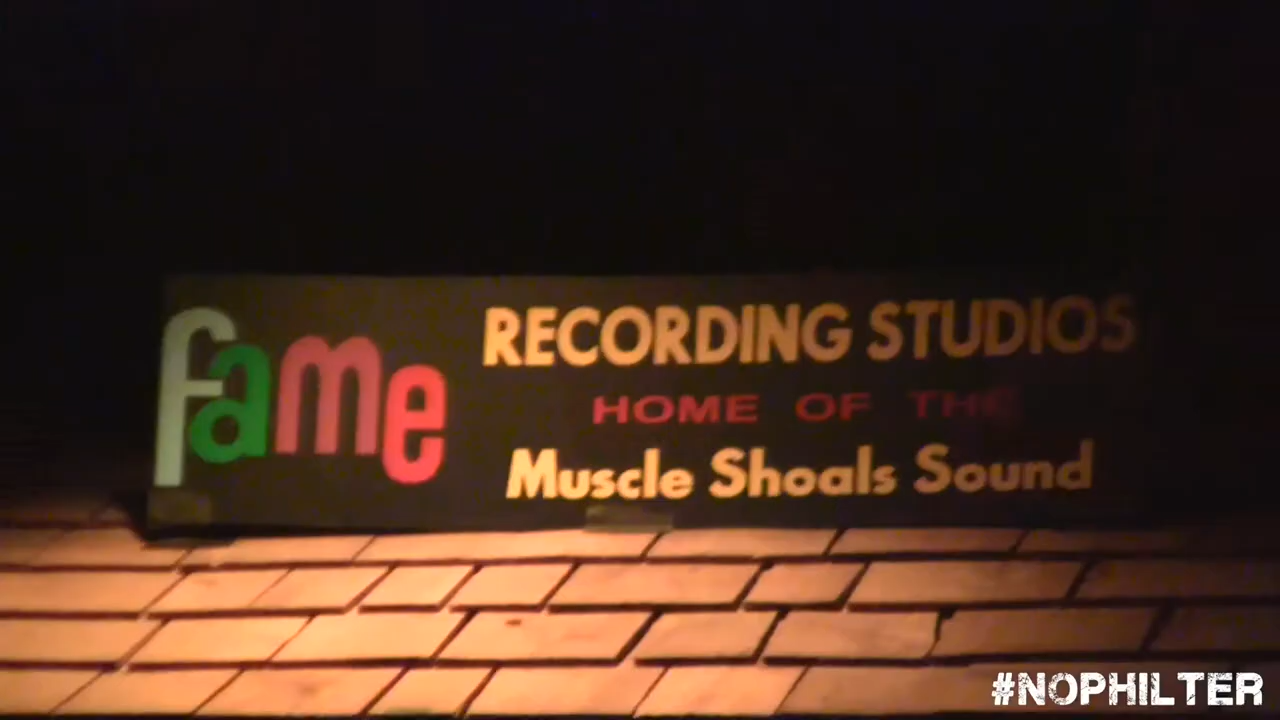 fame
RECORDING STUDIOS
HOME OF THE
Muscle Shoals Sound
#NOPHILTER